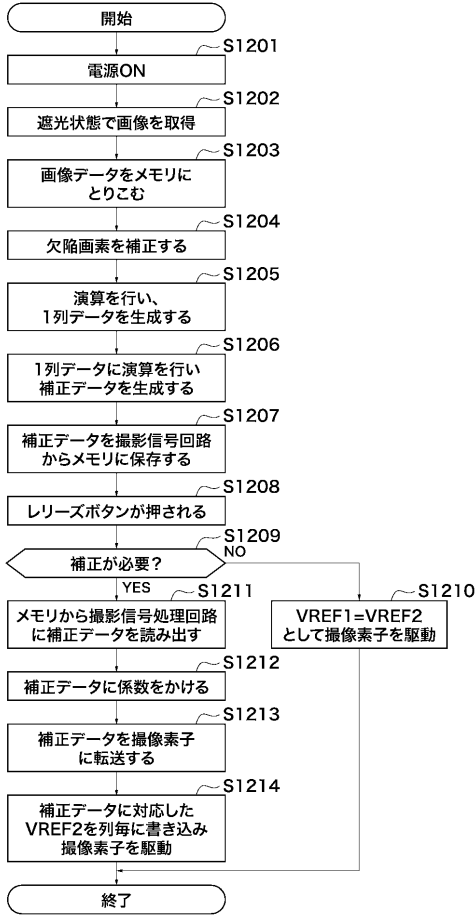 開始
S1201
電源ON
S1202
遮光状態で画像を取得
S1203
画像データをメモリに
とりこむ
S1204
欠陥画素を補正する
S1205
演算を行い、
1列データを生成する
S1206
1列データに演算を行い
補正データを生成する
S1207
補正データを撮影信号回路
からメモリに保存する
S1208
レリーズボタンが押される
S1209
補正が必要?
NO
YES
S1211
メモリから撮影信号処理回路
に補正データを読み出す
S1210
VREF1=VREF2
として撮像素子を駆動
S1212
補正データに係数をかける
S1213
補正データを撮像素子
に転送する
S1214
補正データに対応した
VREF2を列毎に書き込み
撮像素子を駆動
終了